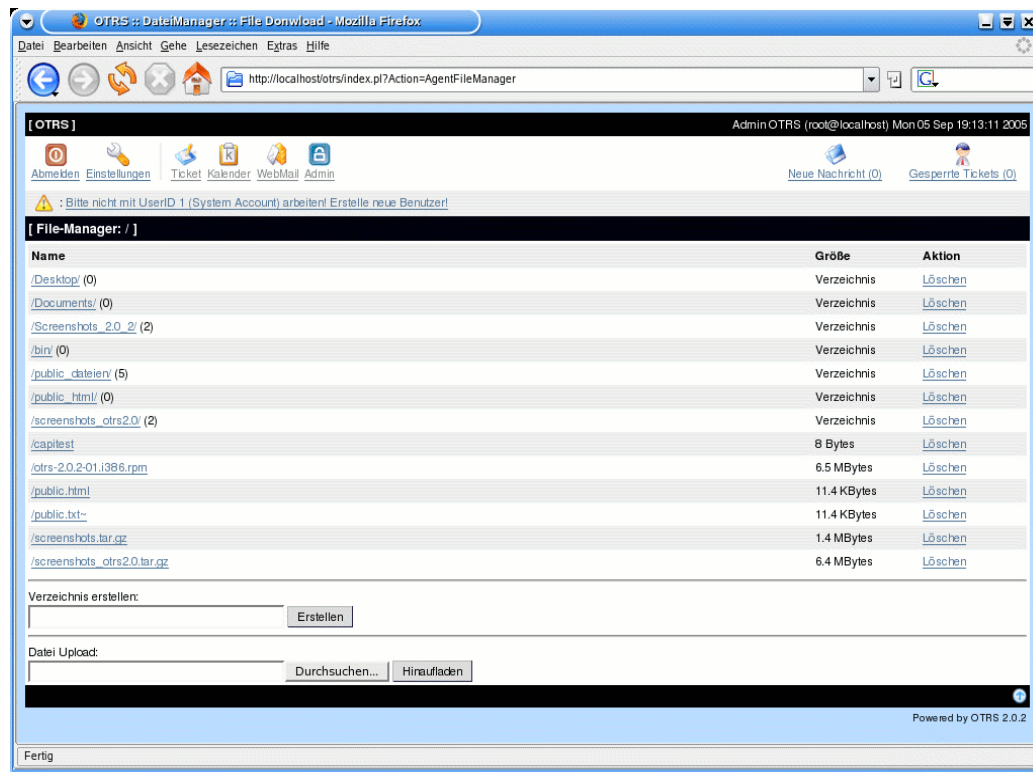 OTRS :: DateiManager :: File Donwload - Mozilla Firefox
Datei Bearbeiten Ansicht Gehe Lesezeichen Extras Hilfe
http://localhost/otrs/index.pl?Action=AgentFileManager
[ OTRS ] Admin OTRS (root@localhost) Mon 05 Sep 19:13:11 2005
Abmelden Einstellungen Ticket Kalender WebMail Admin Neue Nachricht (0) Gesperrte Tickets (0)
: Bitte nicht mit UserID 1 (System Account) arbeiten! Erstelle neue Benutzer!
[ File-Manager: / ]
Name Größe Aktion
/Desktop/ (0) Verzeichnis Löschen
/Documents/ (0) Verzeichnis Löschen
/Screenshots_2.0_2/ (2) Verzeichnis Löschen
/bin/ (0) Verzeichnis Löschen
/public_dateien/ (5) Verzeichnis Löschen
/public_html/ (0) Verzeichnis Löschen
/screenshots_otrs2.0/ (2) Verzeichnis Löschen
/capitest 8 Bytes Löschen
/otrs-2.0.2-01.i386.rpm 6.5 MBytes Löschen
/public.html 11.4 KBytes Löschen
/public.txt~ 11.4 KBytes Löschen
/screenshots.tar.gz 1.4 MBytes Löschen
/screenshots_otrs2.0.tar.gz 6.4 MBytes Löschen
Verzeichnis erstellen:
Erstellen
Datei Upload:
Durchsuchen... Hinaufladen
Powered by OTRS 2.0.2
Fertig